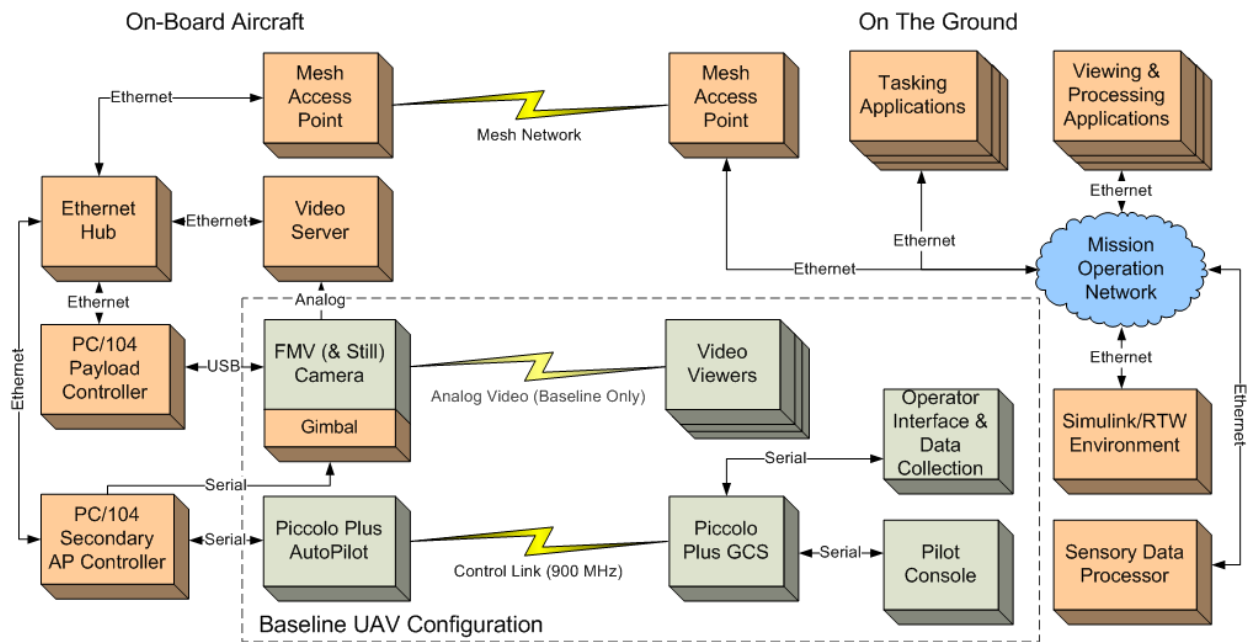 On-Board Aircraft
On The Ground
Mesh
Access
Point
Mesh
Access
Point
Tasking
Applications
Viewing &
Processing
Applications
Ethernet
Mesh Network
Ethernet
Ethernet
Hub
Ethernet
Video
Server
Ethernet
Mission
Operation
Network
Ethernet
Ethernet
Analog
PC/104
Payload
Controller
USB
FMV (& Still)
Camera
Analog Video (Baseline Only)
Video
Viewers
Ethernet
Ethernet
Ethernet
Gimbal
Operator
Interface &
Data
Collection
Simulink/RTW
Environment
Serial
Serial
PC/104
Secondary
AP Controller
Serial
Piccolo Plus
AutoPilot
Control Link (900 MHz)
Piccolo
Plus GCS
Serial
Pilot
Console
Sensory Data
Processor
Baseline UAV Configuration